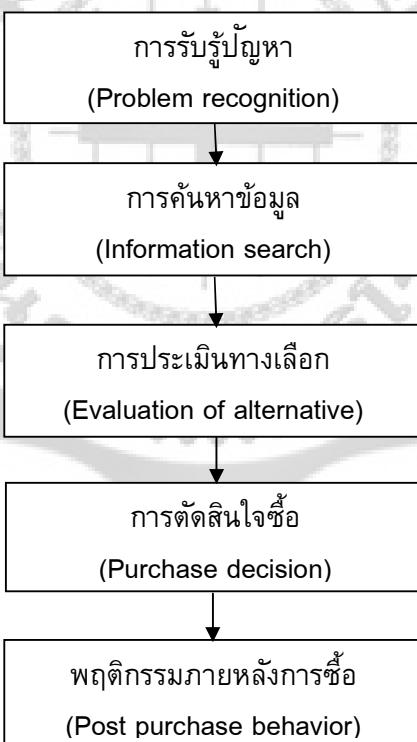 การรับรู้ปัญหา
(Problem recognition)
การค้นหาข้อมูล
(Information search)
การประเมินทางเลือก
(Evaluation of alternative)
การตัดสินใจซื้อ
(Purchase decision)
พฤติกรรมภายหลังการซื้อ
(Post purchase behavior)